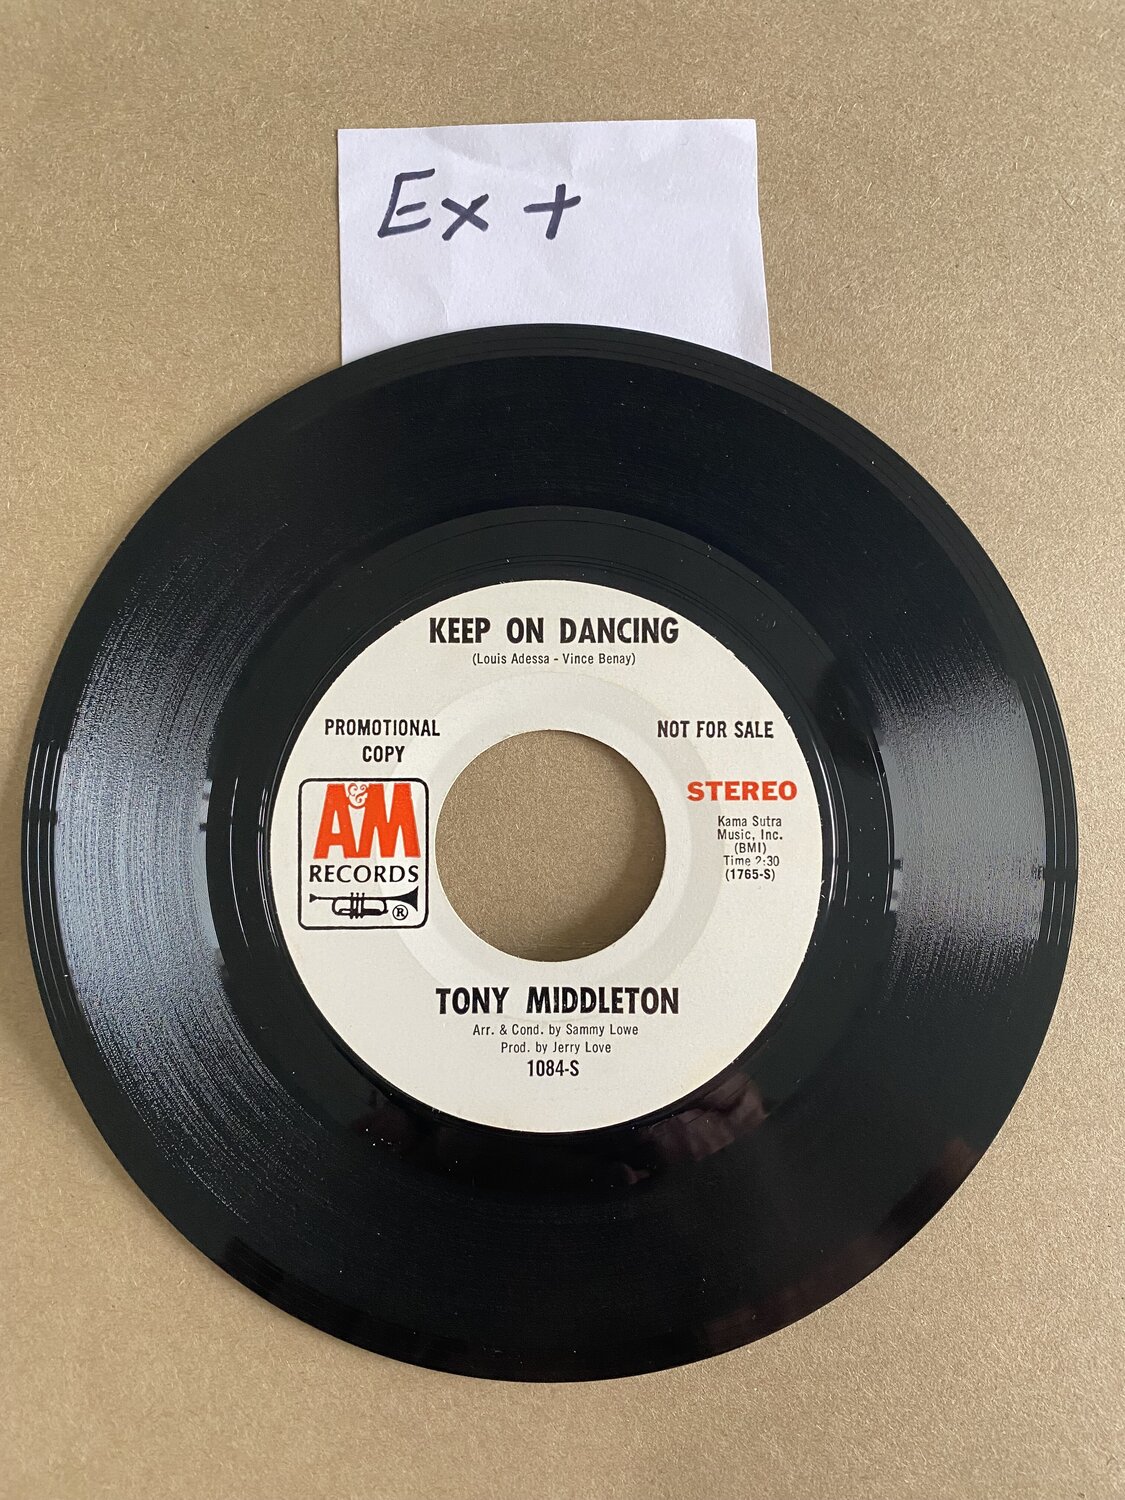 Ex +
KEEP ON DANCING
(Louis Adessa - Vince Benay)
PROMOTIONAL
COPY
NOT FOR SALE
A&M
RECORDS
®
STEREO
Kama Sutra
Music, Inc.
(BMI)
Time 2:30
(1765-S)
TONY MIDDLETON
Arr. & Cond. by Sammy Lowe
Prod. by Jerry Love
1084-S